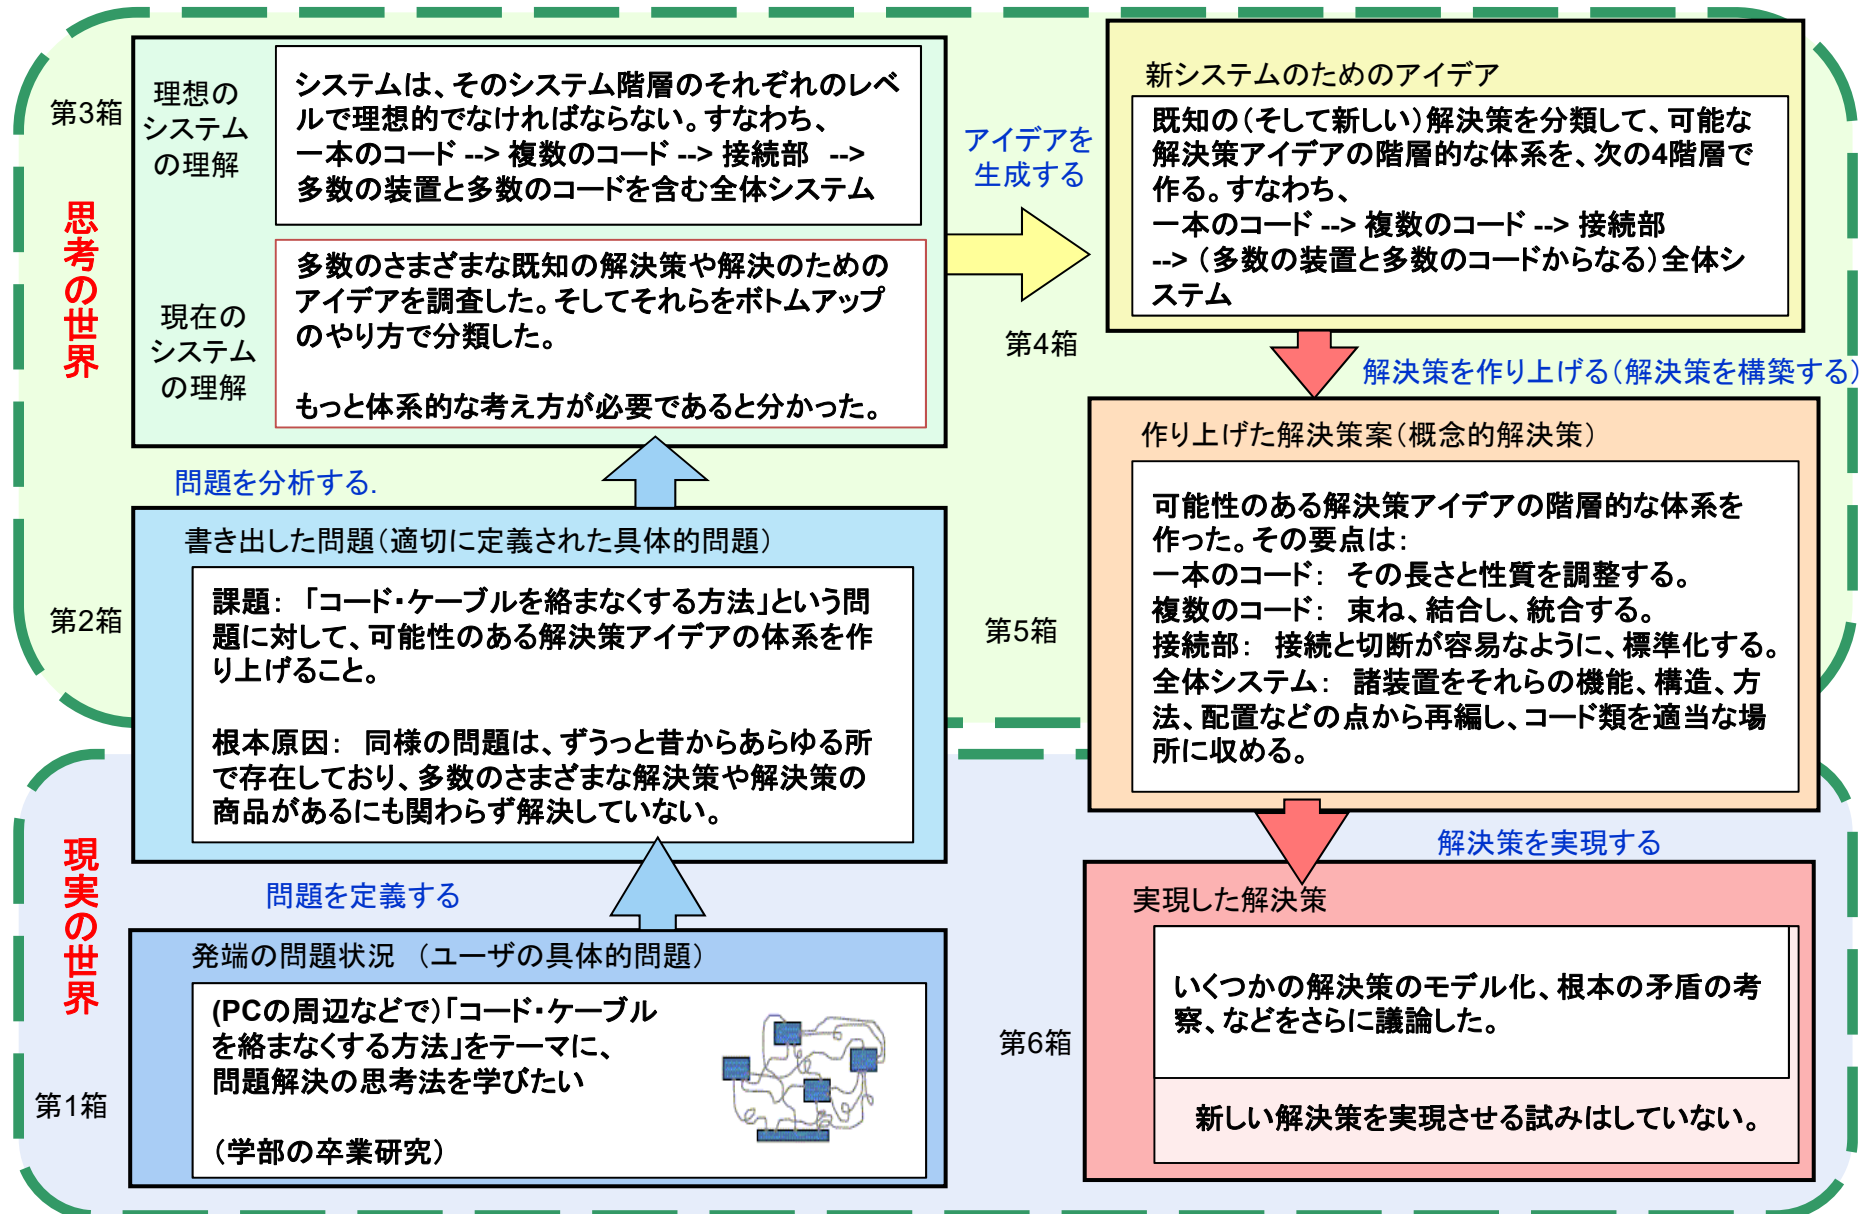 第3箱
理想の
システム
の理解
システムは、そのシステム階層のそれぞれのレベ
ルで理想的でなければならない。すなわち、
一本のコード --> 複数のコード --> 接続部 -->
多数の装置と多数のコードを含む全体システム
思考の世界
現在の
システム
の理解
多数のさまざまな既知の解決策や解決のための
アイデアを調査した。そしてそれらをボトムアップ
のやり方で分類した。
もっと体系的な考え方が必要であると分かった。
アイデアを
生成する
第4箱
新システムのためのアイデア
既知の(そして新しい)解決策を分類して、可能な
解決策アイデアの階層的な体系を、次の4階層で
作る。すなわち、
一本のコード --> 複数のコード --> 接続部
--> (多数の装置と多数のコードからなる)全体シ
ステム
解決策を作り上げる(解決策を構築する)
問題を分析する.
第2箱
書き出した問題(適切に定義された具体的問題)
課題: 「コード・ケーブルを絡まなくする方法」という問
題に対して、可能性のある解決策アイデアの体系を作
り上げること。
根本原因: 同様の問題は、ずうっと昔からあらゆる所
で存在しており、多数のさまざまな解決策や解決策の
商品があるにも関わらず解決していない。
第5箱
作り上げた解決策案(概念的解決策)
可能性のある解決策アイデアの階層的な体系を
作った。その要点は:
一本のコード: その長さと性質を調整する。
複数のコード: 束ね、結合し、統合する。
接続部: 接続と切断が容易なように、標準化する。
全体システム: 諸装置をそれらの機能、構造、方
法、配置などの点から再編し、コード類を適当な場
所に収める。
現実の世界
問題を定義する
解決策を実現する
第1箱
発端の問題状況 (ユーザの具体的問題)
(PCの周辺などで)「コード・ケーブル
を絡まなくする方法」をテーマに、
問題解決の思考法を学びたい
(学部の卒業研究)
第6箱
実現した解決策
いくつかの解決策のモデル化、根本の矛盾の考
察、などをさらに議論した。
新しい解決策を実現させる試みはしていない。